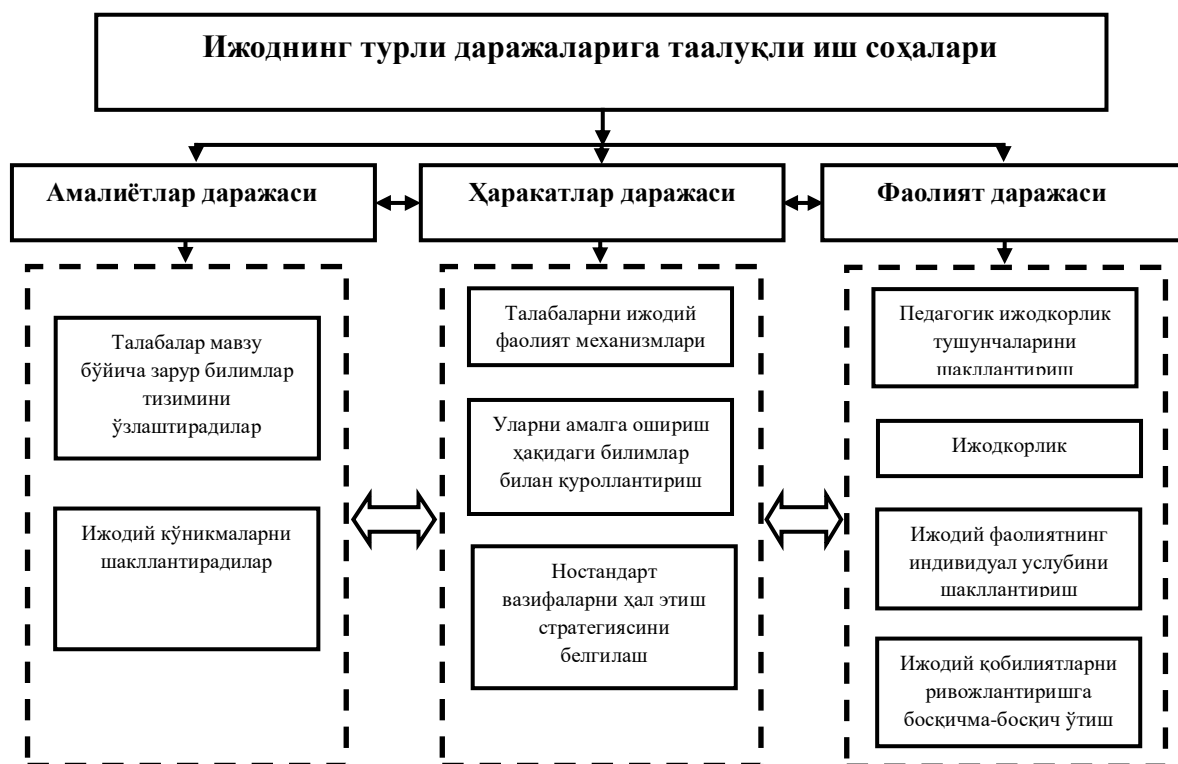 Ижоднинг турли даражаларига таалуқли иш соҳалари
Амалиётлар даражаси
Ҳаракатлар даражаси
Фаолият даражаси
Талабалар мавзу
бўйича зарур билимлар
тизимини
ўзлаштирадилар
Ижодий кўникмаларни
шакллантирадилар
Талабаларни ижодий
фаолият механизмлари
Уларни амалга ошириш
ҳақидаги билимлар
билан қуроллантириш
Ностандарт
вазифаларни ҳал этиш
стратегиясини
белгилаш
Педагогик ижодкорлик
тушунчаларини
шакллантириш
Ижодкорлик
Ижодий фаолиятнинг
индивидуал услубини
шакллантириш
Ижодий қобилиятларни
ривожлантиришга
босқичма-босқич ўтиш